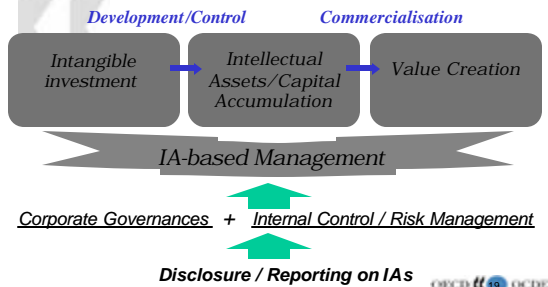 Development/Control Commercialisation
Intangible
investment
Intellectual
Assets/Capital
Accumulation
Value Creation
IA-based Management
Corporate Governances + Internal Control / Risk Management
Disclosure / Reporting on IAs
OECD 19 OCDE